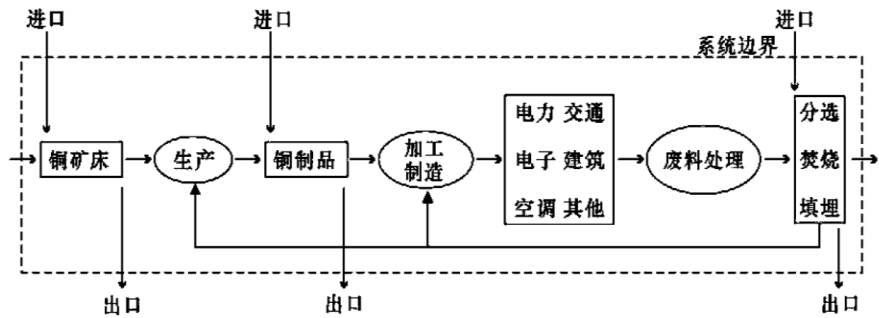 进口 进口 进口
系统边界
铜矿床 生产 铜制品 加工制造 电力 交通 电子 建筑 空调 其他 废料处理 分选 焚烧 填埋
出口 出口 出口